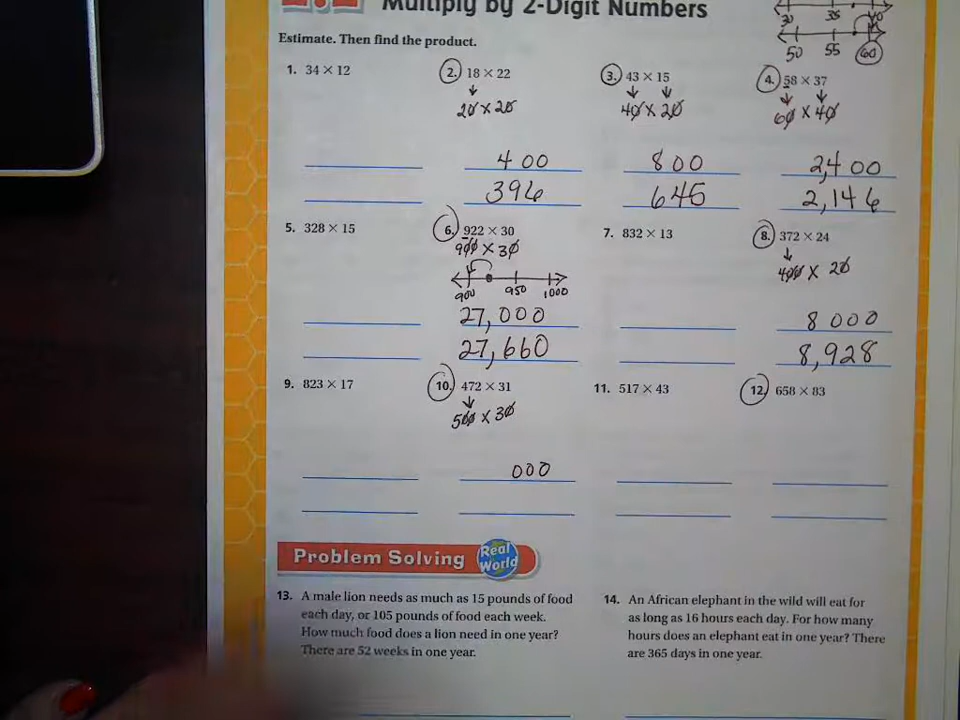 Multiply by 2-Digit Numbers
30 35 40
50 55 60
Estimate. Then find the product.
1. 34 × 12
2. 18 × 22
20 × 20
400
396
3. 43 × 15
40 × 20
800
645
4. 58 × 37
60 × 40
2,400
2,146
5. 328 × 15
6. 922 × 30
900 × 30
900 950 1000
27,000
27,660
7. 832 × 13
8. 372 × 24
400 × 20
8000
8,928
9. 823 × 17
10. 472 × 31
500 × 30
000
11. 517 × 43
12. 658 × 83
Problem Solving Real World
13. A male lion needs as much as 15 pounds of food
each day, or 105 pounds of food each week.
How much food does a lion need in one year?
There are 52 weeks in one year.
14. An African elephant in the wild will eat for
as long as 16 hours each day. For how many
hours does an elephant eat in one year? There
are 365 days in one year.